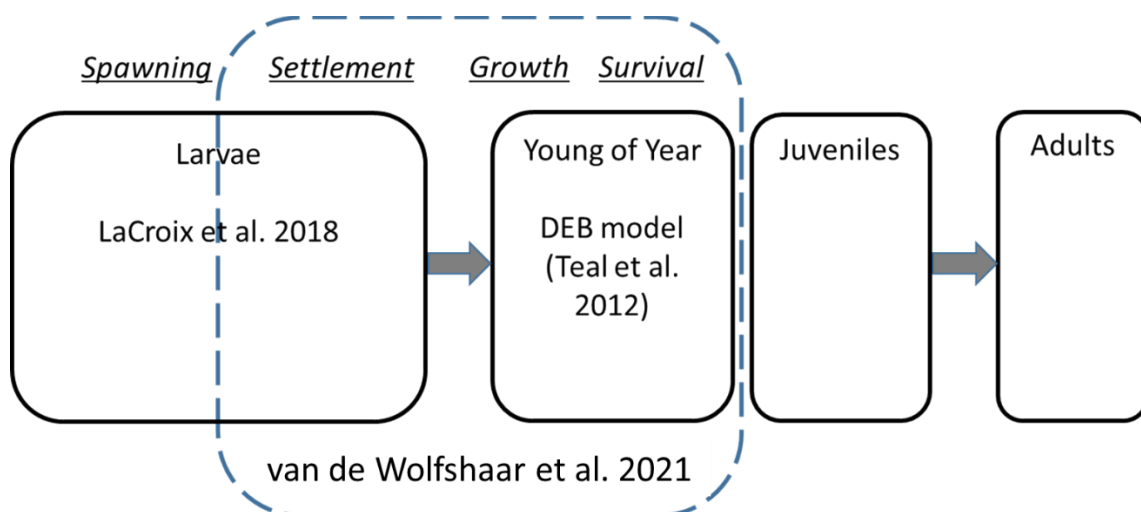 Spawning Settlement Growth Survival
Larvae
LaCroix et al. 2018
Young of Year
DEB model
(Teal et al.
2012)
Juveniles
Adults
van de Wolfshaar et al. 2021